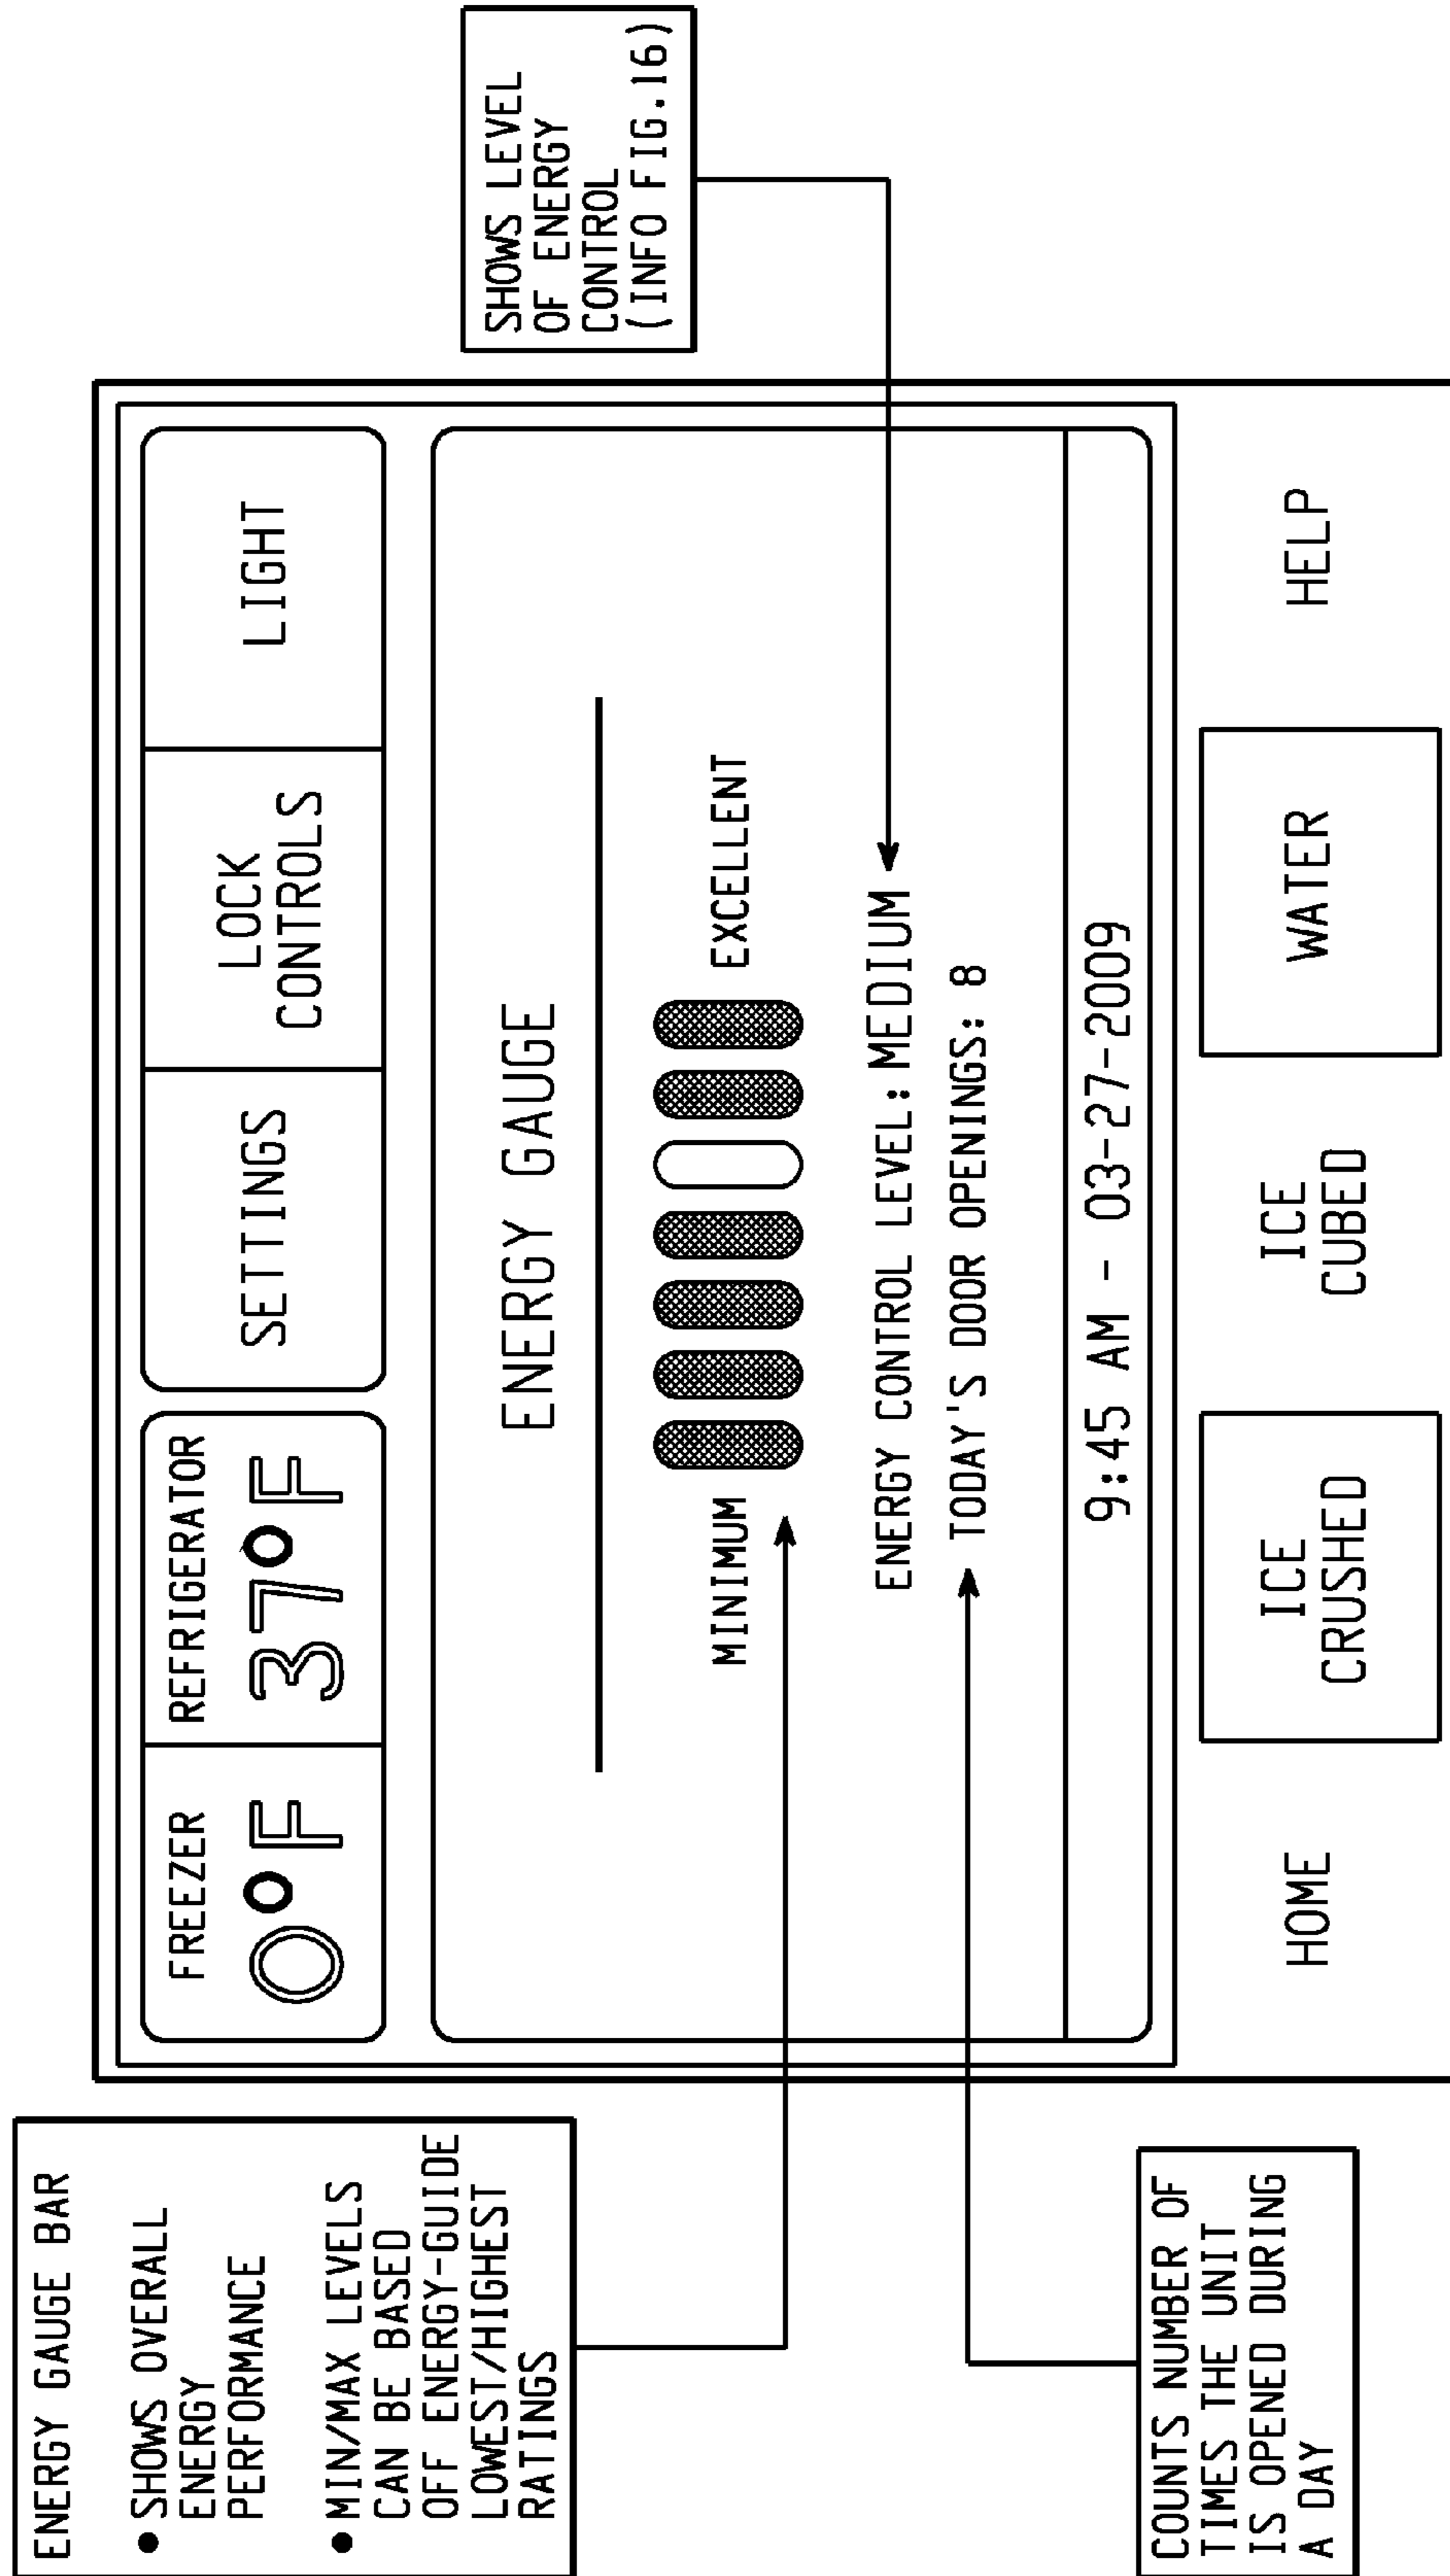 ENERGY GAUGE BAR
• SHOWS OVERALL
ENERGY
PERFORMANCE
• MIN/MAX LEVELS
CAN BE BASED
OFF ENERGY-GUIDE
LOWEST/HIGHEST
RATINGS
COUNTS NUMBER OF
TIMES THE UNIT
IS OPENED DURING
A DAY
FREEZER
0°F
REFRIGERATOR
37°F
SETTINGS
LOCK
CONTROLS
LIGHT
ENERGY GAUGE
MINIMUM
EXCELLENT
ENERGY CONTROL LEVEL: MEDIUM
TODAY'S DOOR OPENINGS: 8
9:45 AM - 03-27-2009
HOME
ICE
CRUSHED
ICE
CUBED
WATER
HELP
SHOWS LEVEL
OF ENERGY
CONTROL
(INFO FIG.16)